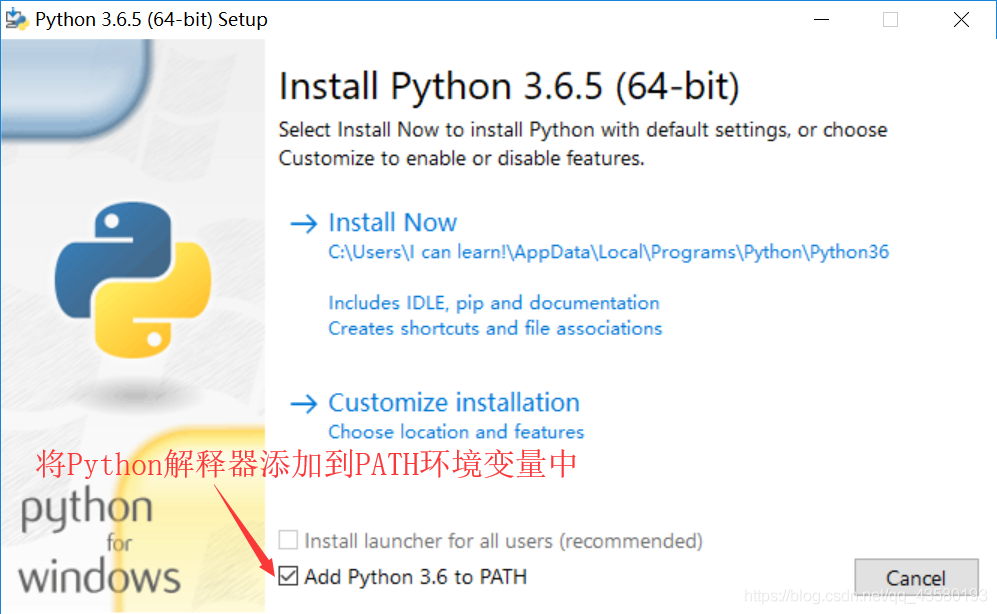 Python 3.6.5 (64-bit) Setup
Install Python 3.6.5 (64-bit)
Select Install Now to install Python with default settings, or choose
Customize to enable or disable features.
Install Now
C:\Users\I can learn!\AppData\Local\Programs\Python\Python36
Includes IDLE, pip and documentation
Creates shortcuts and file associations
Customize installation
Choose location and features
将Python解释器添加到PATH环境变量中
python
for
windows
Install launcher for all users (recommended)
Add Python 3.6 to PATH
Cancel
https://blog.csdn.net/qq_43580193